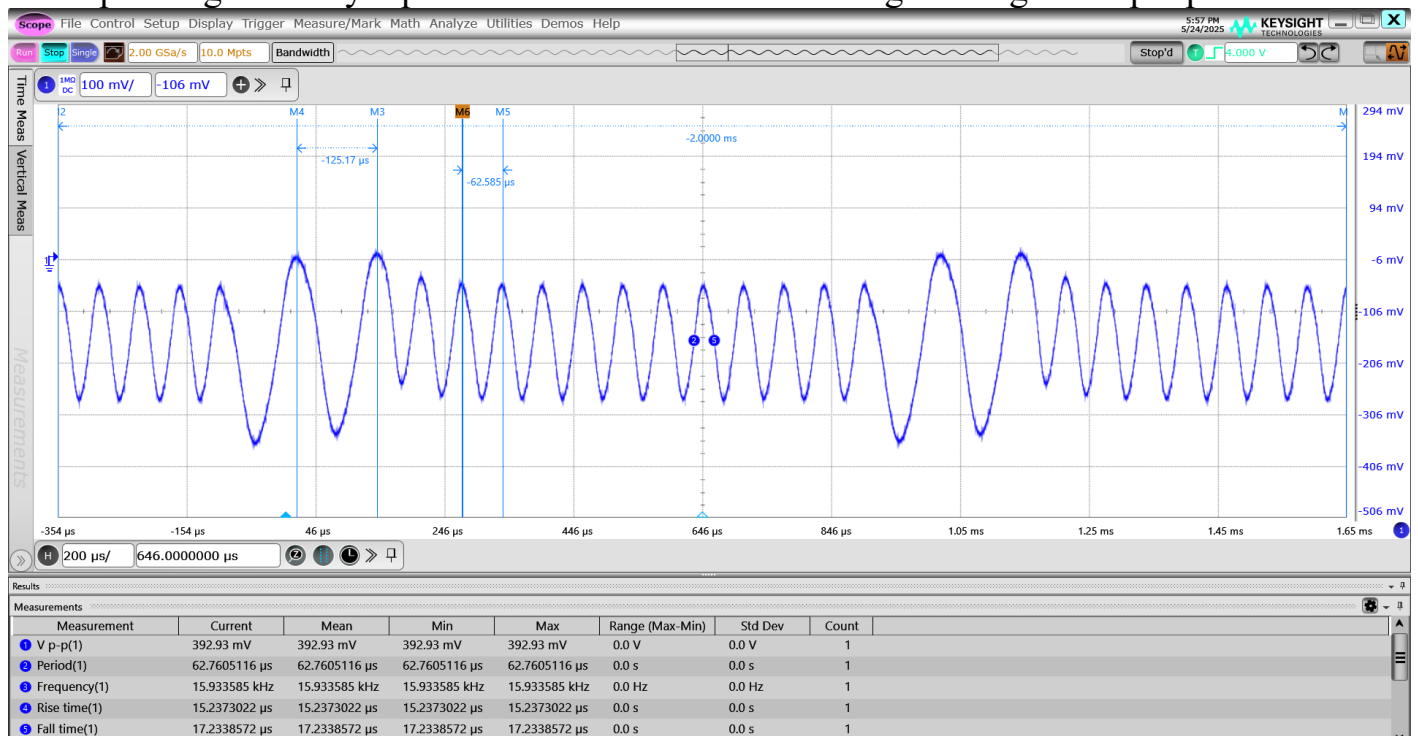 Scope File Control Setup Display Trigger Measure/Mark Math Analyze Utilities Demos Help
5:57 PM
5/24/2025
KEYSIGHT
TECHNOLOGIES
Run Stop Single 2.00 GSa/s 10.0 Mpts Bandwidth Stop'd T 4.000 V
Time Meas
Vertical Meas
Measurements
1 1MΩ DC 100 mV/ -106 mV
M4 M3 M6 M5 M
-2.0000 ms
-125.17 µs
-62.585 µs
294 mV
194 mV
94 mV
-6 mV
-106 mV
-206 mV
-306 mV
-406 mV
-506 mV
2 5
-354 µs -154 µs 46 µs 246 µs 446 µs 646 µs 846 µs 1.05 ms 1.25 ms 1.45 ms 1.65 ms 1
H 200 µs/ 646.0000000 µs
Results
Measurements
Measurement Current Mean Min Max Range (Max-Min) Std Dev Count
1 V p-p(1) 392.93 mV 392.93 mV 392.93 mV 392.93 mV 0.0 V 0.0 V 1
2 Period(1) 62.7605116 µs 62.7605116 µs 62.7605116 µs 62.7605116 µs 0.0 s 0.0 s 1
3 Frequency(1) 15.933585 kHz 15.933585 kHz 15.933585 kHz 15.933585 kHz 0.0 Hz 0.0 Hz 1
4 Rise time(1) 15.2373022 µs 15.2373022 µs 15.2373022 µs 15.2373022 µs 0.0 s 0.0 s 1
5 Fall time(1) 17.2338572 µs 17.2338572 µs 17.2338572 µs 17.2338572 µs 0.0 s 0.0 s 1